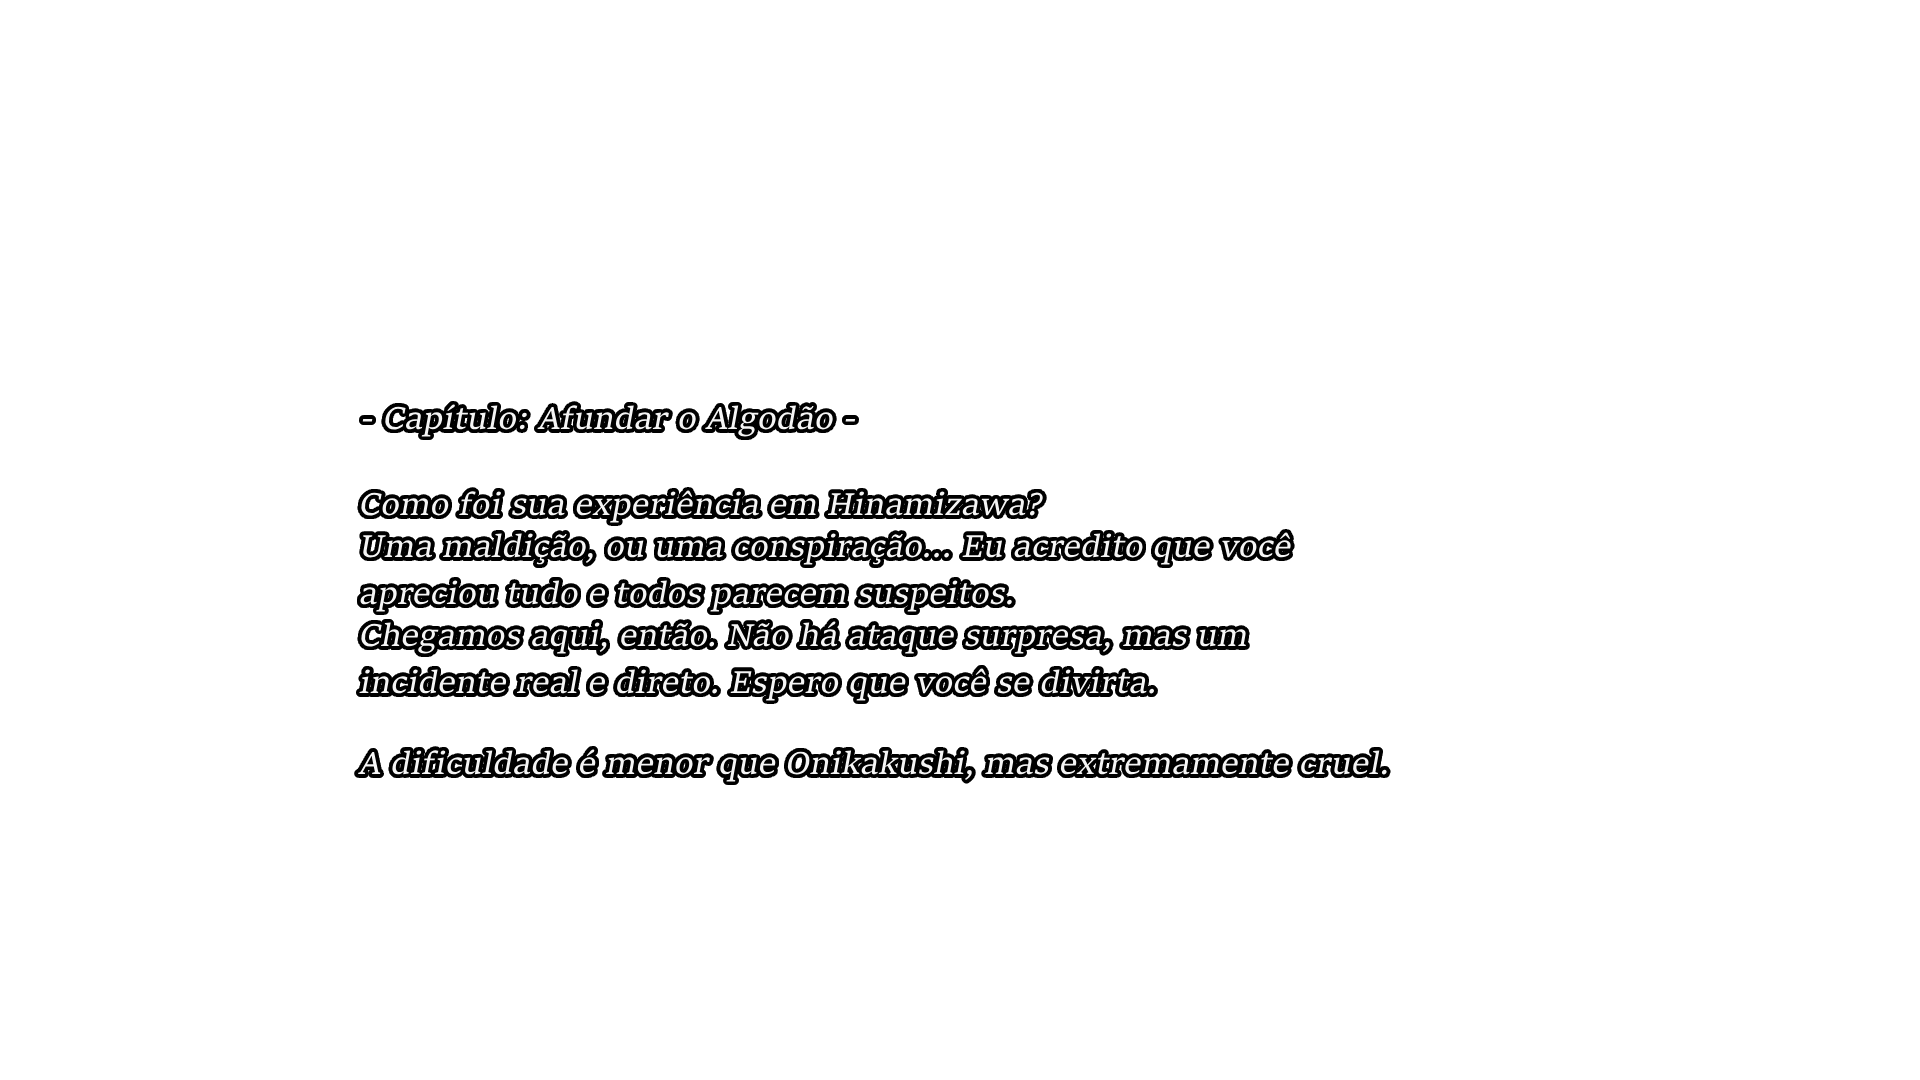 - Capítulo: Afundar o Algodão -
Como foi sua experiência em Hinamizawa?
Uma maldição, ou uma conspiração... Eu acredito que você
apreciou tudo e todos parecem suspeitos.
Chegamos aqui, então. Não há ataque surpresa, mas um
incidente real e direto. Espero que você se divirta.
A dificuldade é menor que Onikakushi, mas extremamente cruel.